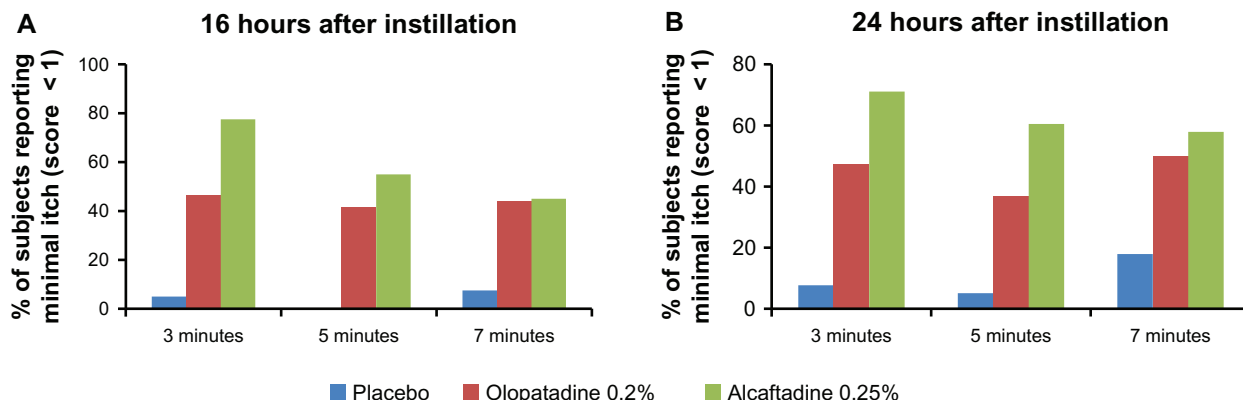 A
16 hours after instillation
% of subjects reporting
minimal itch (score < 1)
100
80
60
40
20
0
3 minutes
5 minutes
7 minutes
B
24 hours after instillation
% of subjects reporting
minimal itch (score < 1)
80
60
40
20
0
3 minutes
5 minutes
7 minutes
Placebo
Olopatadine 0.2%
Alcaftadine 0.25%